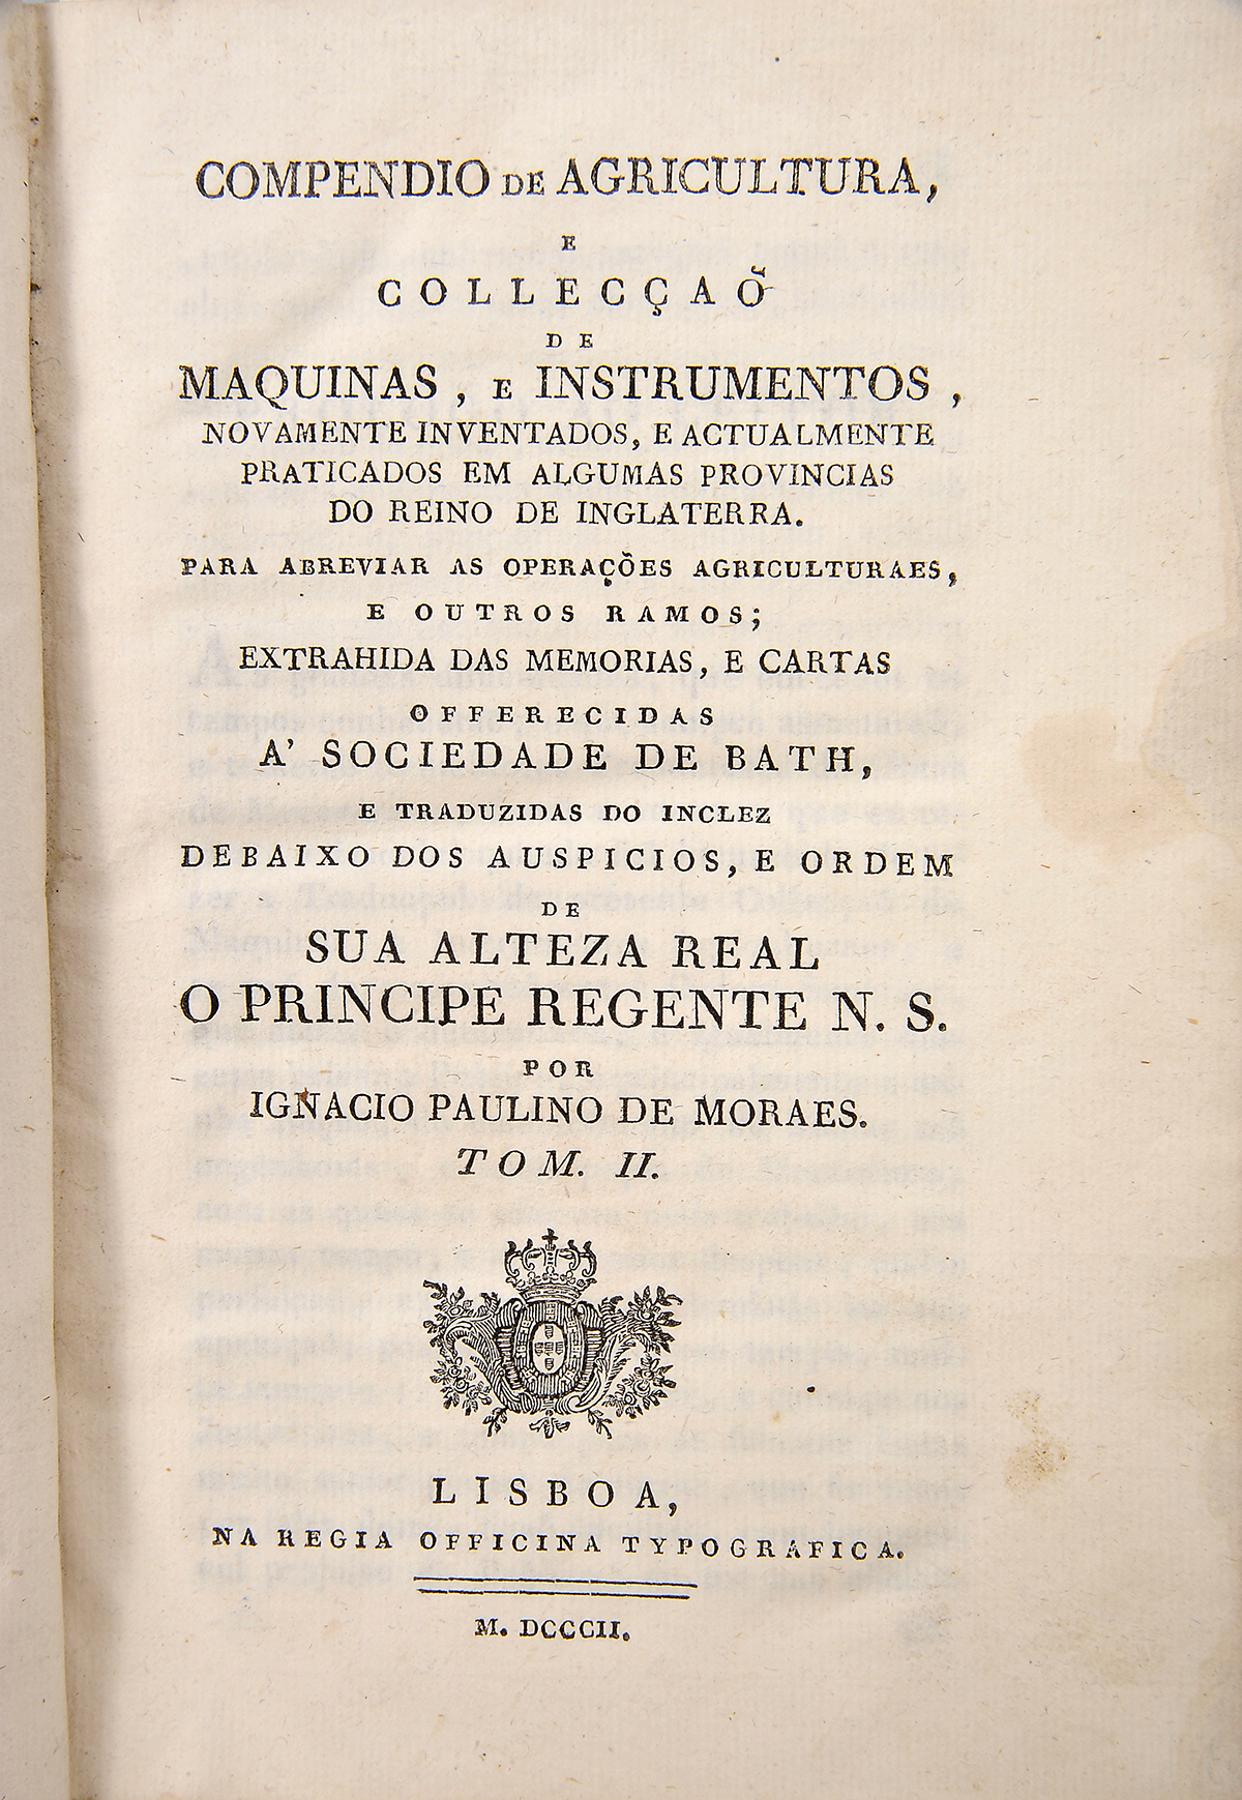 COMPENDIO DE AGRICULTURA,
E
COLLECÇAÕ
DE
MAQUINAS, E INSTRUMENTOS,
NOVAMENTE INVENTADOS, E ACTUALMENTE
PRATICADOS EM ALGUMAS PROVINCIAS
DO REINO DE INGLATERRA.
PARA ABREVIAR AS OPERAÇÕES AGRICULTURAES,
E OUTROS RAMOS;
EXTRAHIDA DAS MEMORIAS, E CARTAS
OFFERECIDAS
A' SOCIEDADE DE BATH,
E TRADUZIDAS DO INCLEZ
DEBAIXO DOS AUSPICIOS, E ORDEM
DE
SUA ALTEZA REAL
O PRINCIPE REGENTE N. S.
POR
IGNACIO PAULINO DE MORAES.
TOM. II.
LISBOA,
NA REGIA OFFICINA TYPOGRAFICA.
M. DCCCII.